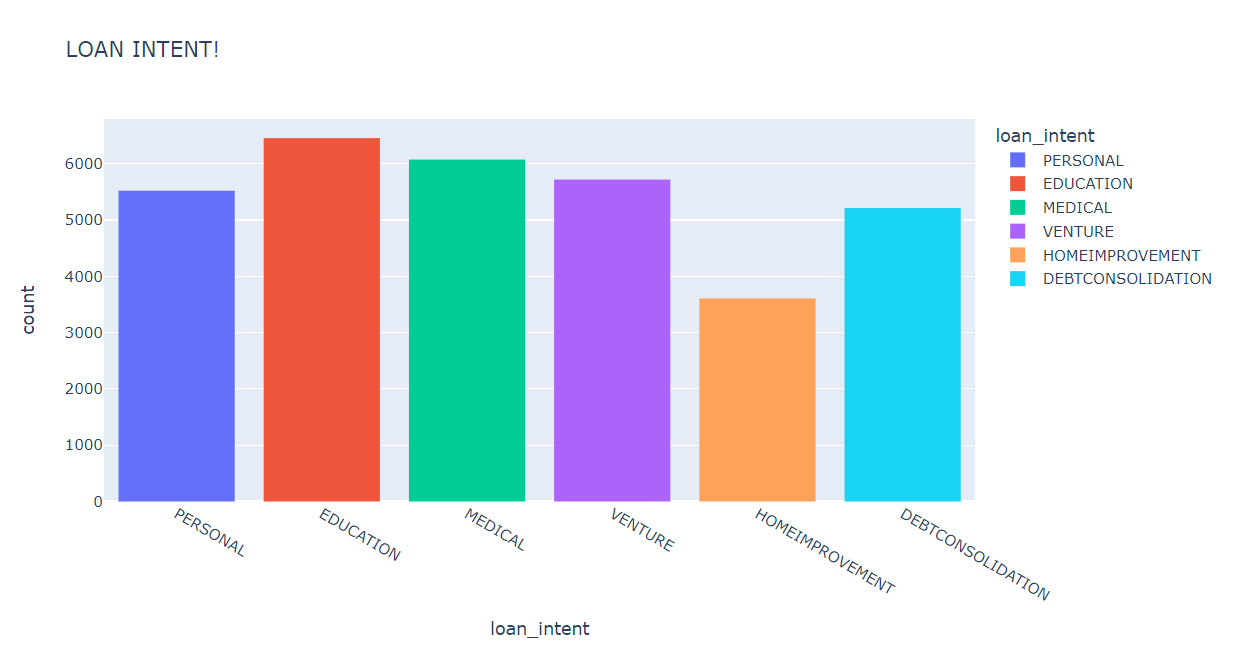 LOAN INTENT!
count
6000
5000
4000
3000
2000
1000
0
PERSONAL
EDUCATION
MEDICAL
VENTURE
HOMEIMPROVEMENT
DEBTCONSOLIDATION
loan_intent
loan_intent
PERSONAL
EDUCATION
MEDICAL
VENTURE
HOMEIMPROVEMENT
DEBTCONSOLIDATION